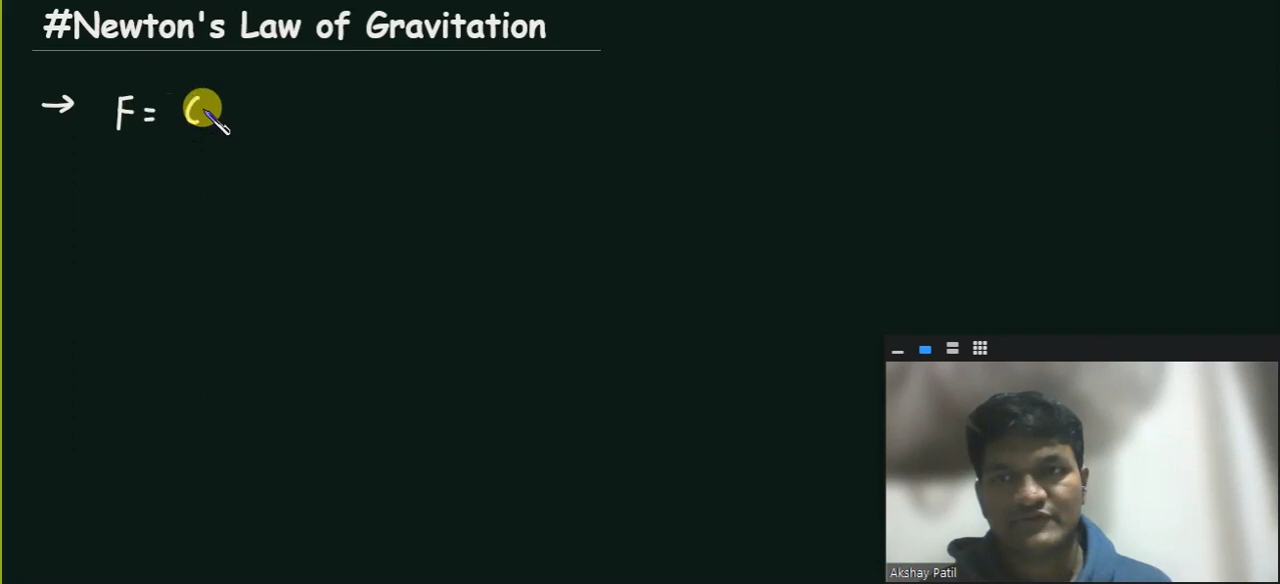 #Newton's Law of Gravitation
→ F = (
Akshay Patil